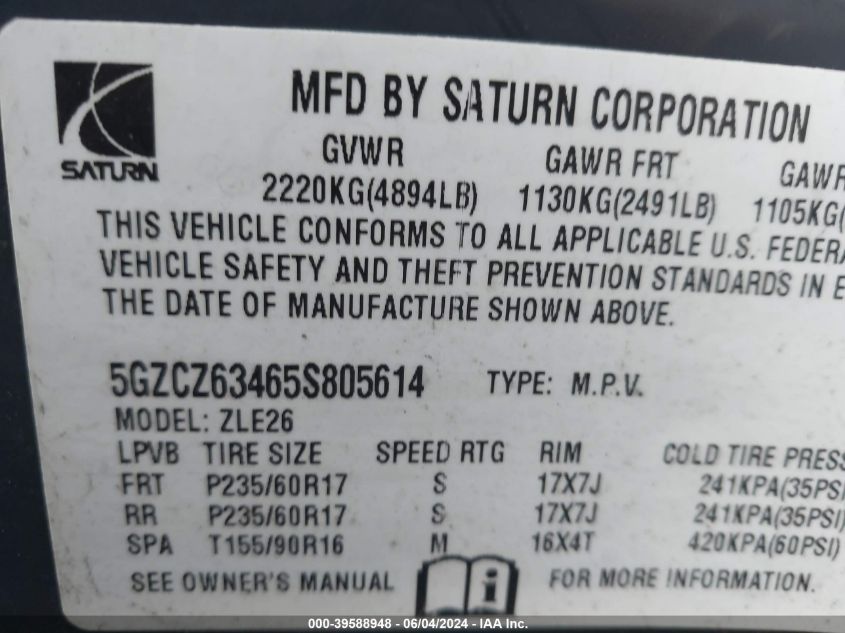 MFD BY SATURN CORPORATION
SATURN
GVWR GAWR FRT GAWR
2220KG(4894LB) 1130KG(2491LB) 1105KG(
THIS VEHICLE CONFORMS TO ALL APPLICABLE U.S. FEDERA
VEHICLE SAFETY AND THEFT PREVENTION STANDARDS IN E
THE DATE OF MANUFACTURE SHOWN ABOVE.
5GZCZ63465S805614 TYPE: M.P.V.
MODEL: ZLE26
LPVB TIRE SIZE SPEED RTG RIM COLD TIRE PRESS
FRT P235/60R17 S 17X7J 241KPA(35PSI
RR P235/60R17 S 17X7J 241KPA(35PSI)
SPA T155/90R16 M 16X4T 420KPA(60PSI)
SEE OWNER'S MANUAL i FOR MORE INFORMATION.
000-39588948 - 06/04/2024 - IAA Inc.